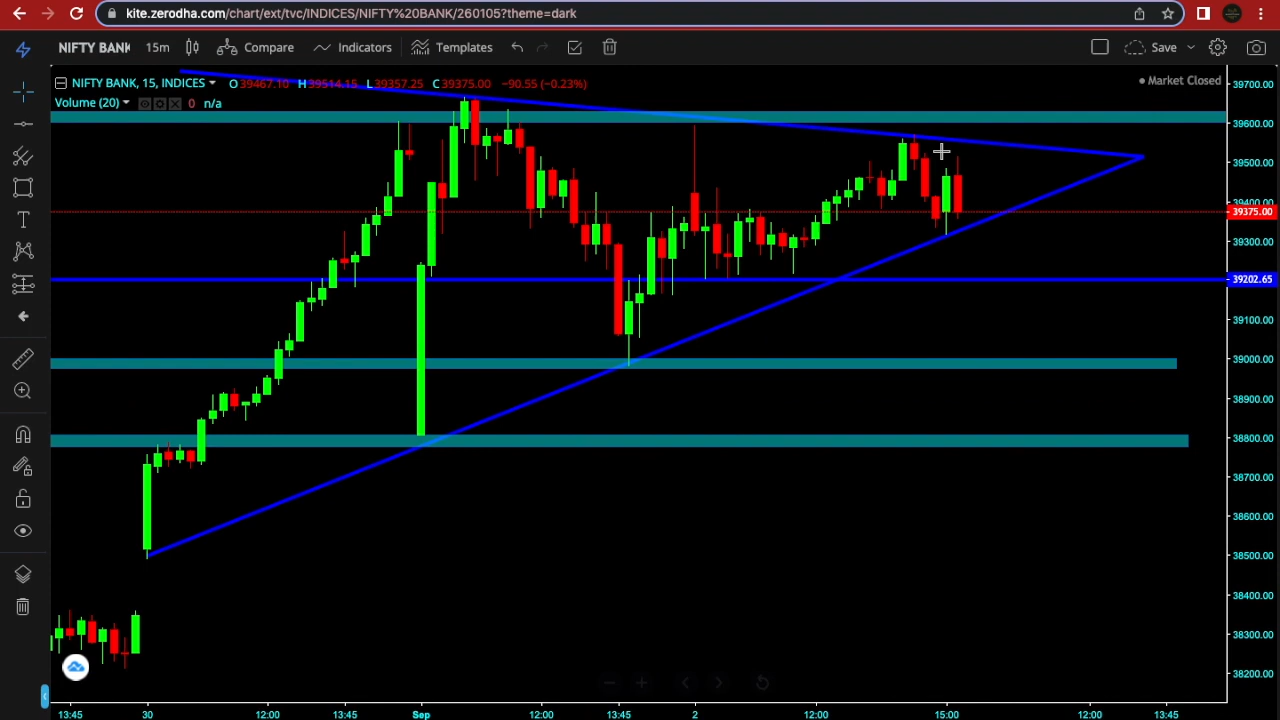 kite.zerodha.com/chart/ext/tvc/INDICES/NIFTY%20BANK/260105?theme=dark
NIFTY BANK 15m Compare Indicators Templates Save
NIFTY BANK, 15, INDICES O39467.10 H39514.15 L39357.25 C39375.00 −90.55 (−0.23%)
Market Closed
Volume (20) 0 n/a
39700.00
39600.00
39500.00
39400.00
39375.00
39300.00
39202.65
39100.00
39000.00
38900.00
38800.00
38700.00
38600.00
38500.00
38400.00
38300.00
38200.00
13:45 30 12:00 13:45 Sep 12:00 13:45 2 12:00 15:00 12:00 13:45